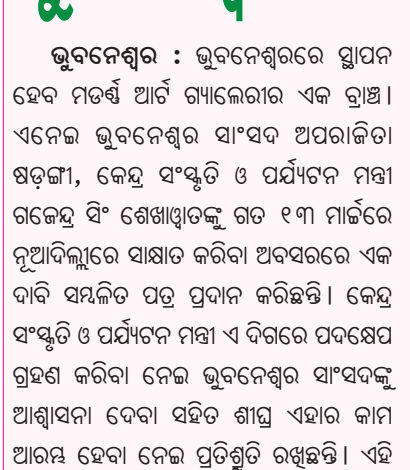 ଭୁବନେଶ୍ୱର : ଭୁବନେଶ୍ୱରରେ ସ୍ଥାପନ
ହେବ ମଡର୍ଣ୍ଣ ଆର୍ଟ ଗ୍ୟାଲେରୀର ଏକ ବ୍ରାଞ୍ଚ।
ଏନେଇ ଭୁବନେଶ୍ୱର ସାଂସଦ ଅପରାଜିତା
ଷଡ଼ଙ୍ଗୀ, କେନ୍ଦ୍ର ସଂସ୍କୃତି ଓ ପର୍ଯ୍ୟଟନ ମନ୍ତ୍ରୀ
ଗଜେନ୍ଦ୍ର ସିଂ ଶେଖାଓ୍ୱାତଙ୍କୁ ଗତ ୧୩ ମାର୍ଚ୍ଚରେ
ନୂଆଦିଲ୍ଲୀରେ ସାକ୍ଷାତ କରିବା ଅବସରରେ ଏକ
ଦାବି ସମ୍ବଳିତ ପତ୍ର ପ୍ରଦାନ କରିଛନ୍ତି। କେନ୍ଦ୍ର
ସଂସ୍କୃତି ଓ ପର୍ଯ୍ୟଟନ ମନ୍ତ୍ରୀ ଏ ଦିଗରେ ପଦକ୍ଷେପ
ଗ୍ରହଣ କରିବା ନେଇ ଭୁବନେଶ୍ୱର ସାଂସଦଙ୍କୁ
ଆଶ୍ୱାସନା ଦେବା ସହିତ ଶୀଘ୍ର ଏହାର କାମ
ଆରମ୍ଭ ହେବା ନେଇ ପ୍ରତିଶ୍ରୁତି ରଖିଛନ୍ତି। ଏହି